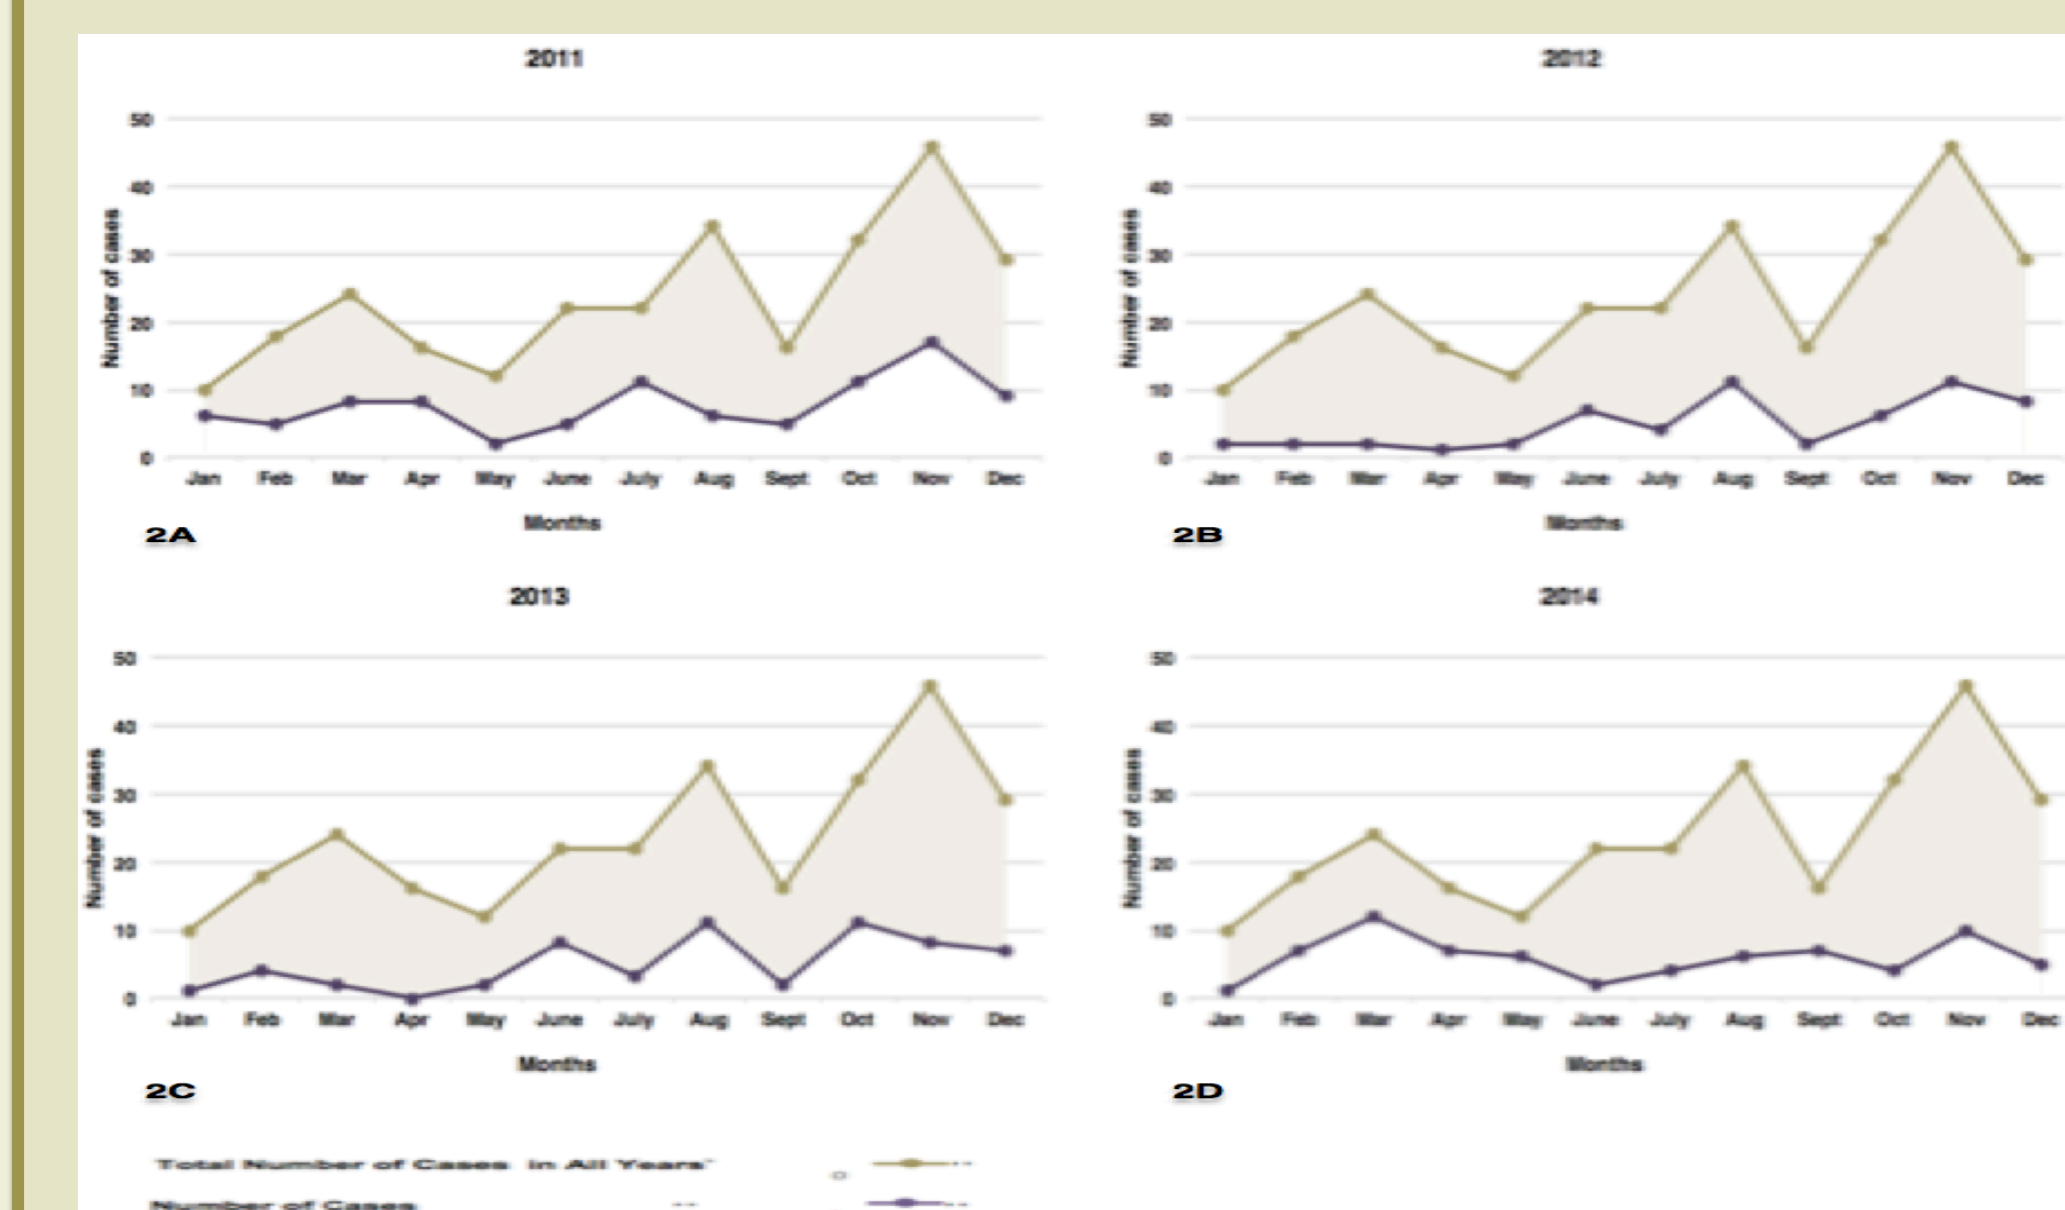 2011
50
40
30
20
10
0
Number of cases
Jan Feb Mar Apr May June July Aug Sept Oct Nov Dec
Months
2A
2012
50
40
30
20
10
0
Number of cases
Jan Feb Mar Apr May June July Aug Sept Oct Nov Dec
Months
2B
2013
50
40
30
20
10
0
Number of cases
Jan Feb Mar Apr May June July Aug Sept Oct Nov Dec
Months
2C
2014
50
40
30
20
10
0
Number of cases
Jan Feb Mar Apr May June July Aug Sept Oct Nov Dec
Months
2D
Total Number of Cases in All Years
Number of Cases